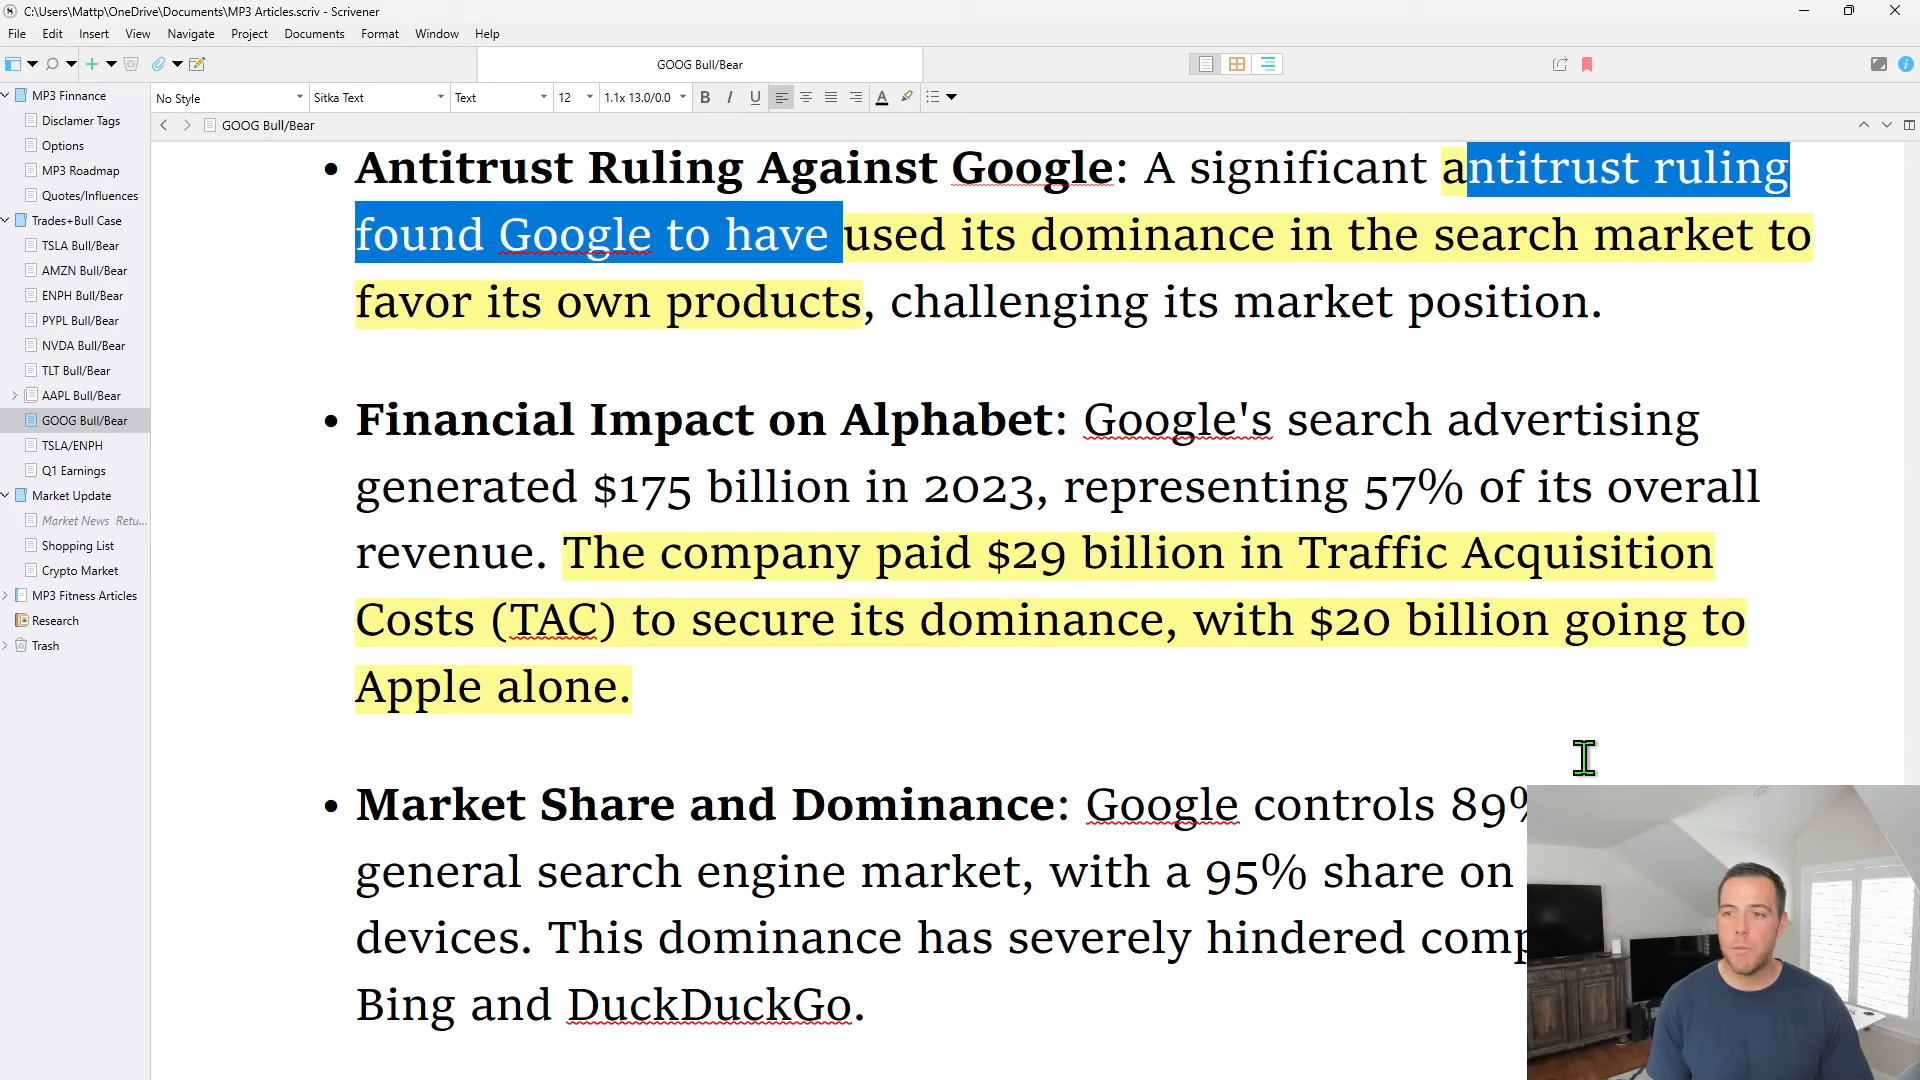 C:\Users\Mattp\OneDrive\Documents\MP3 Articles.scriv - Scrivener
File Edit Insert View Navigate Project Documents Format Window Help
GOOG Bull/Bear
No Style Sitka Text Text 12 1.1x 13.0/0.0 B I U A
GOOG Bull/Bear
MP3 Finnance
Disclamer Tags
Options
MP3 Roadmap
Quotes/Influences
Trades+Bull Case
TSLA Bull/Bear
AMZN Bull/Bear
ENPH Bull/Bear
PYPL Bull/Bear
NVDA Bull/Bear
TLT Bull/Bear
AAPL Bull/Bear
GOOG Bull/Bear
TSLA/ENPH
Q1 Earnings
Market Update
Market News Retu...
Shopping List
Crypto Market
MP3 Fitness Articles
Research
Trash
• Antitrust Ruling Against Google: A significant antitrust ruling
found Google to have used its dominance in the search market to
favor its own products, challenging its market position.
• Financial Impact on Alphabet: Google's search advertising
generated $175 billion in 2023, representing 57% of its overall
revenue. The company paid $29 billion in Traffic Acquisition
Costs (TAC) to secure its dominance, with $20 billion going to
Apple alone.
• Market Share and Dominance: Google controls 89%
general search engine market, with a 95% share on
devices. This dominance has severely hindered comp
Bing and DuckDuckGo.